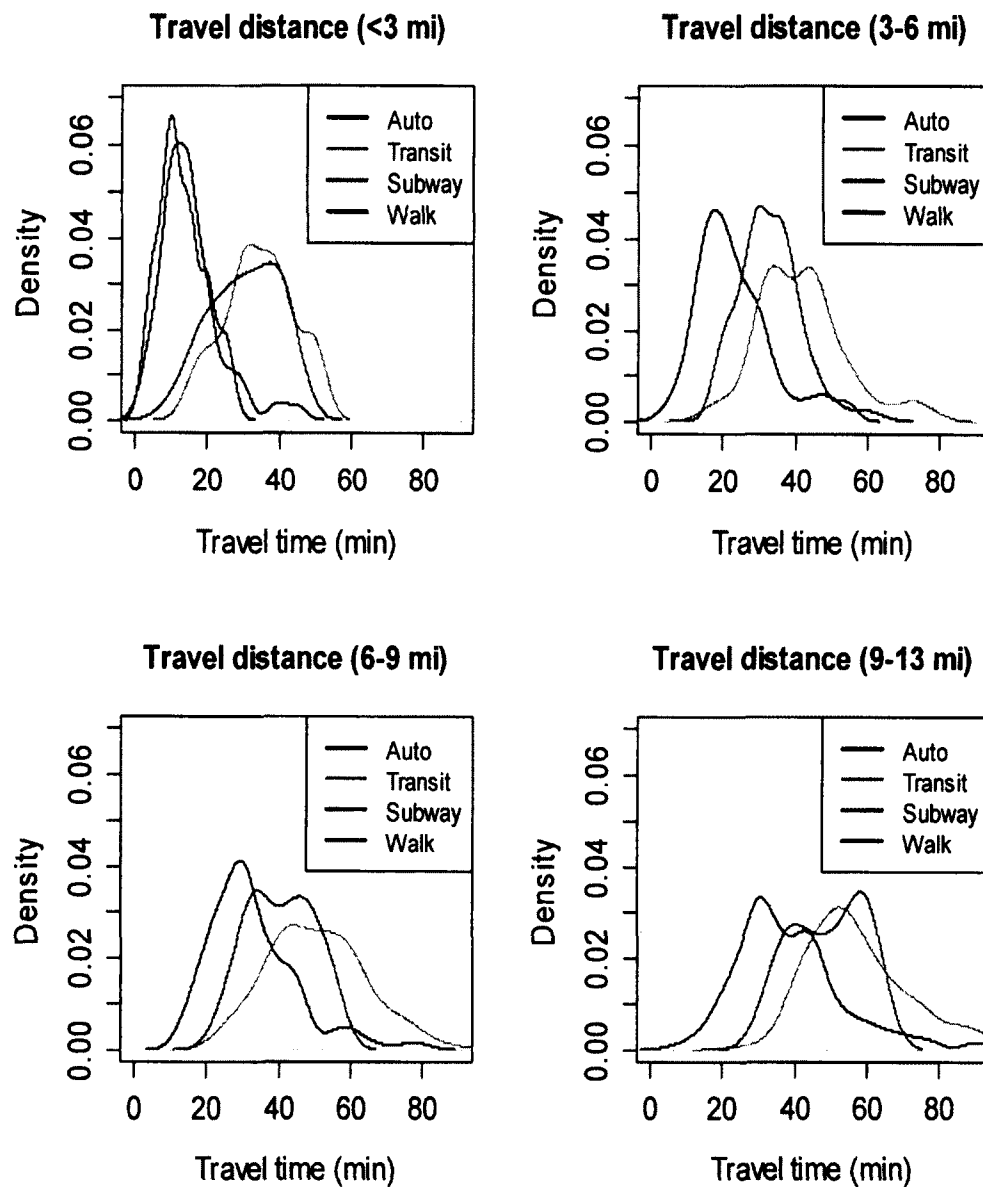 Travel distance (<3 mi)
Density
0.00 0.02 0.04 0.06
Auto
Transit
Subway
Walk
0 20 40 60 80
Travel time (min)
Travel distance (3-6 mi)
Density
0.00 0.02 0.04 0.06
Auto
Transit
Subway
Walk
0 20 40 60 80
Travel time (min)
Travel distance (6-9 mi)
Density
0.00 0.02 0.04 0.06
Auto
Transit
Subway
Walk
0 20 40 60 80
Travel time (min)
Travel distance (9-13 mi)
Density
0.00 0.02 0.04 0.06
Auto
Transit
Subway
Walk
0 20 40 60 80
Travel time (min)